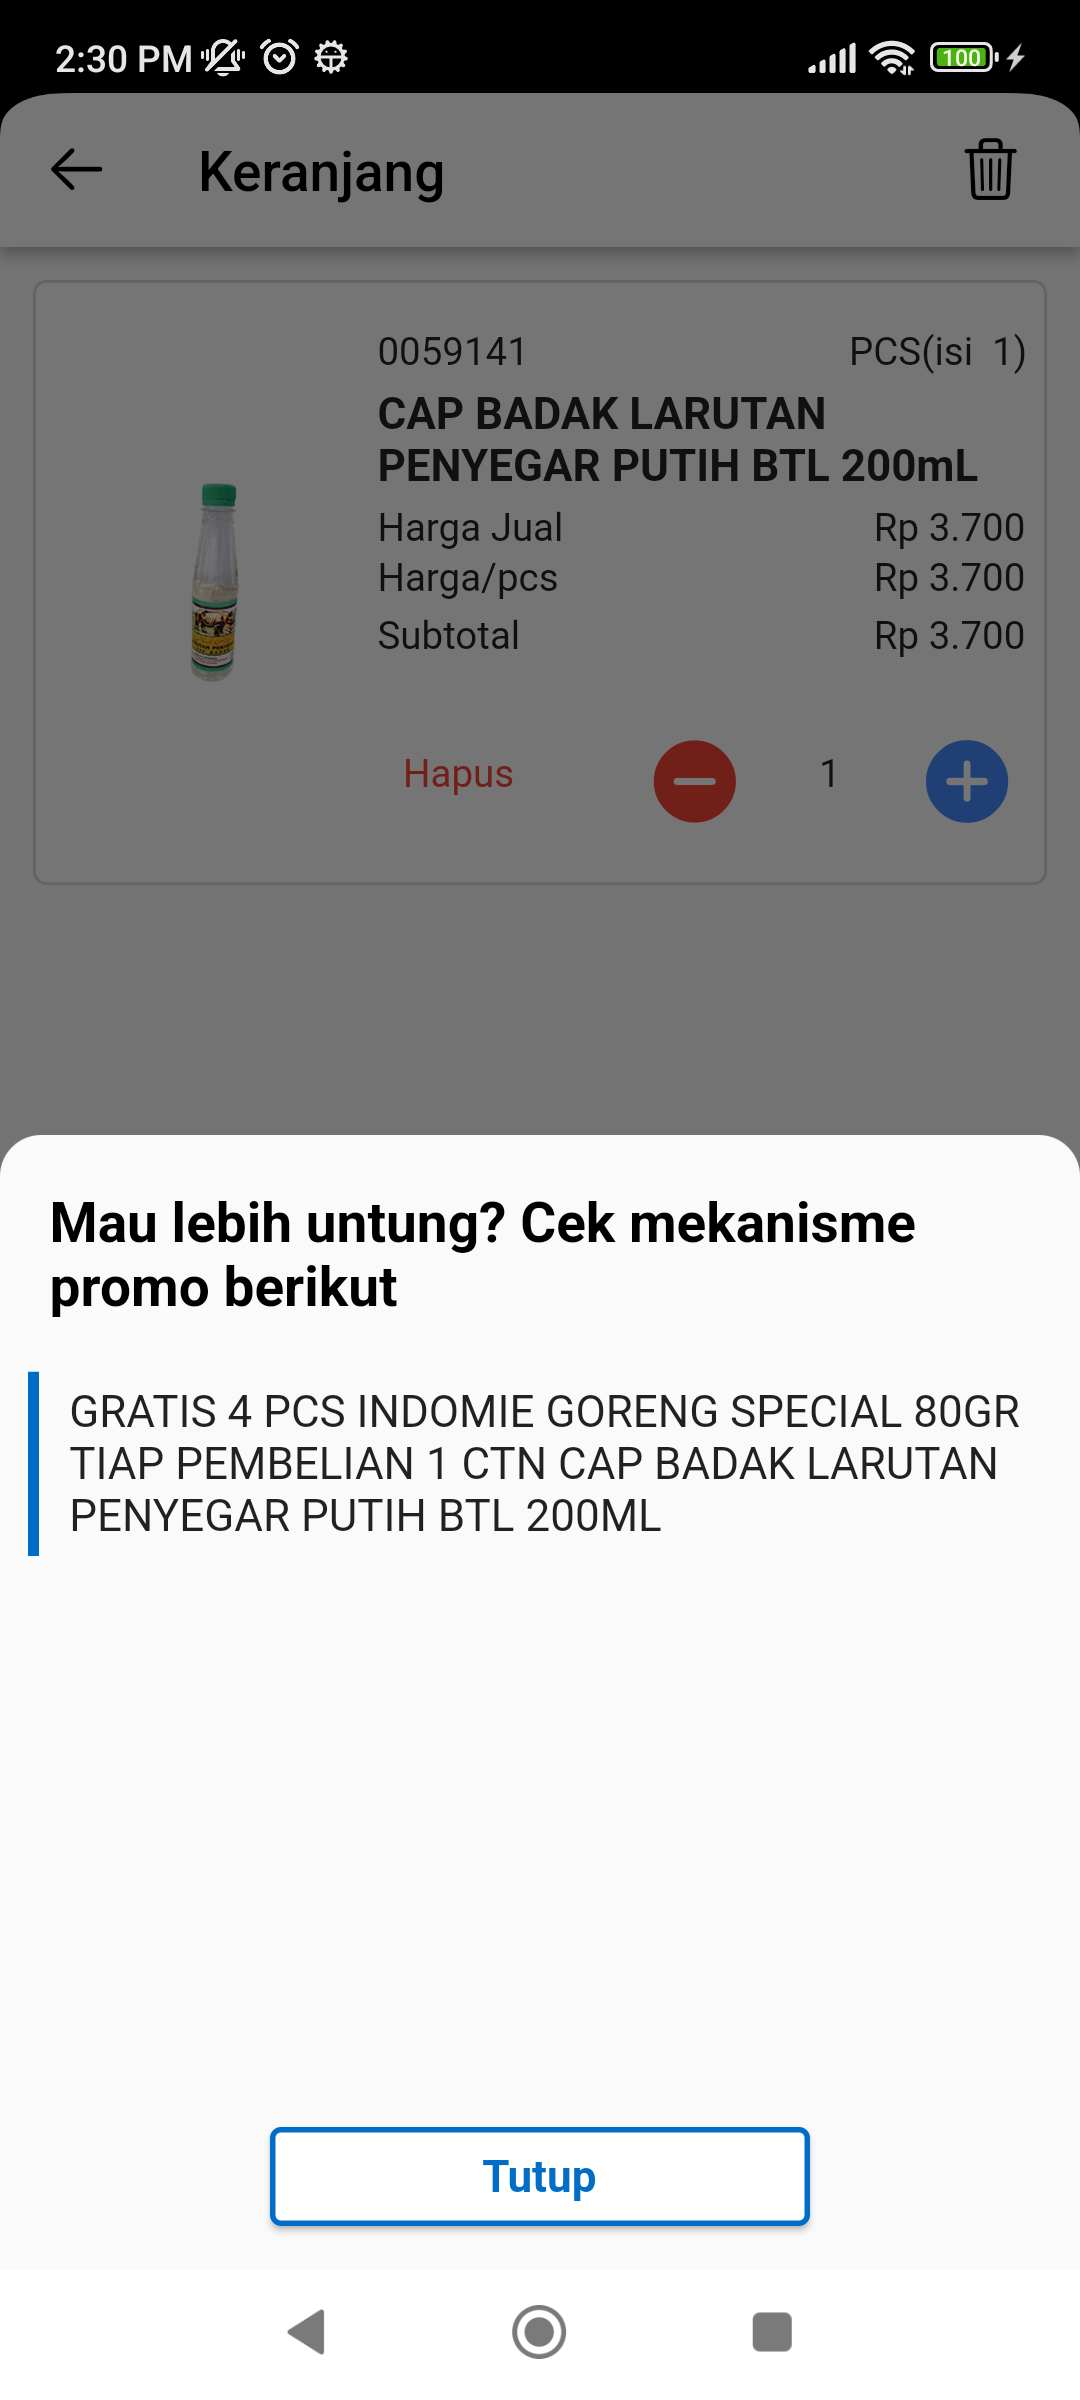 2:30 PM
100
Keranjang
0059141 PCS(isi 1)
CAP BADAK LARUTAN
PENYEGAR PUTIH BTL 200mL
Harga Jual Rp 3.700
Harga/pcs Rp 3.700
Subtotal Rp 3.700
Hapus 1
Mau lebih untung? Cek mekanisme
promo berikut
GRATIS 4 PCS INDOMIE GORENG SPECIAL 80GR
TIAP PEMBELIAN 1 CTN CAP BADAK LARUTAN
PENYEGAR PUTIH BTL 200ML
Tutup